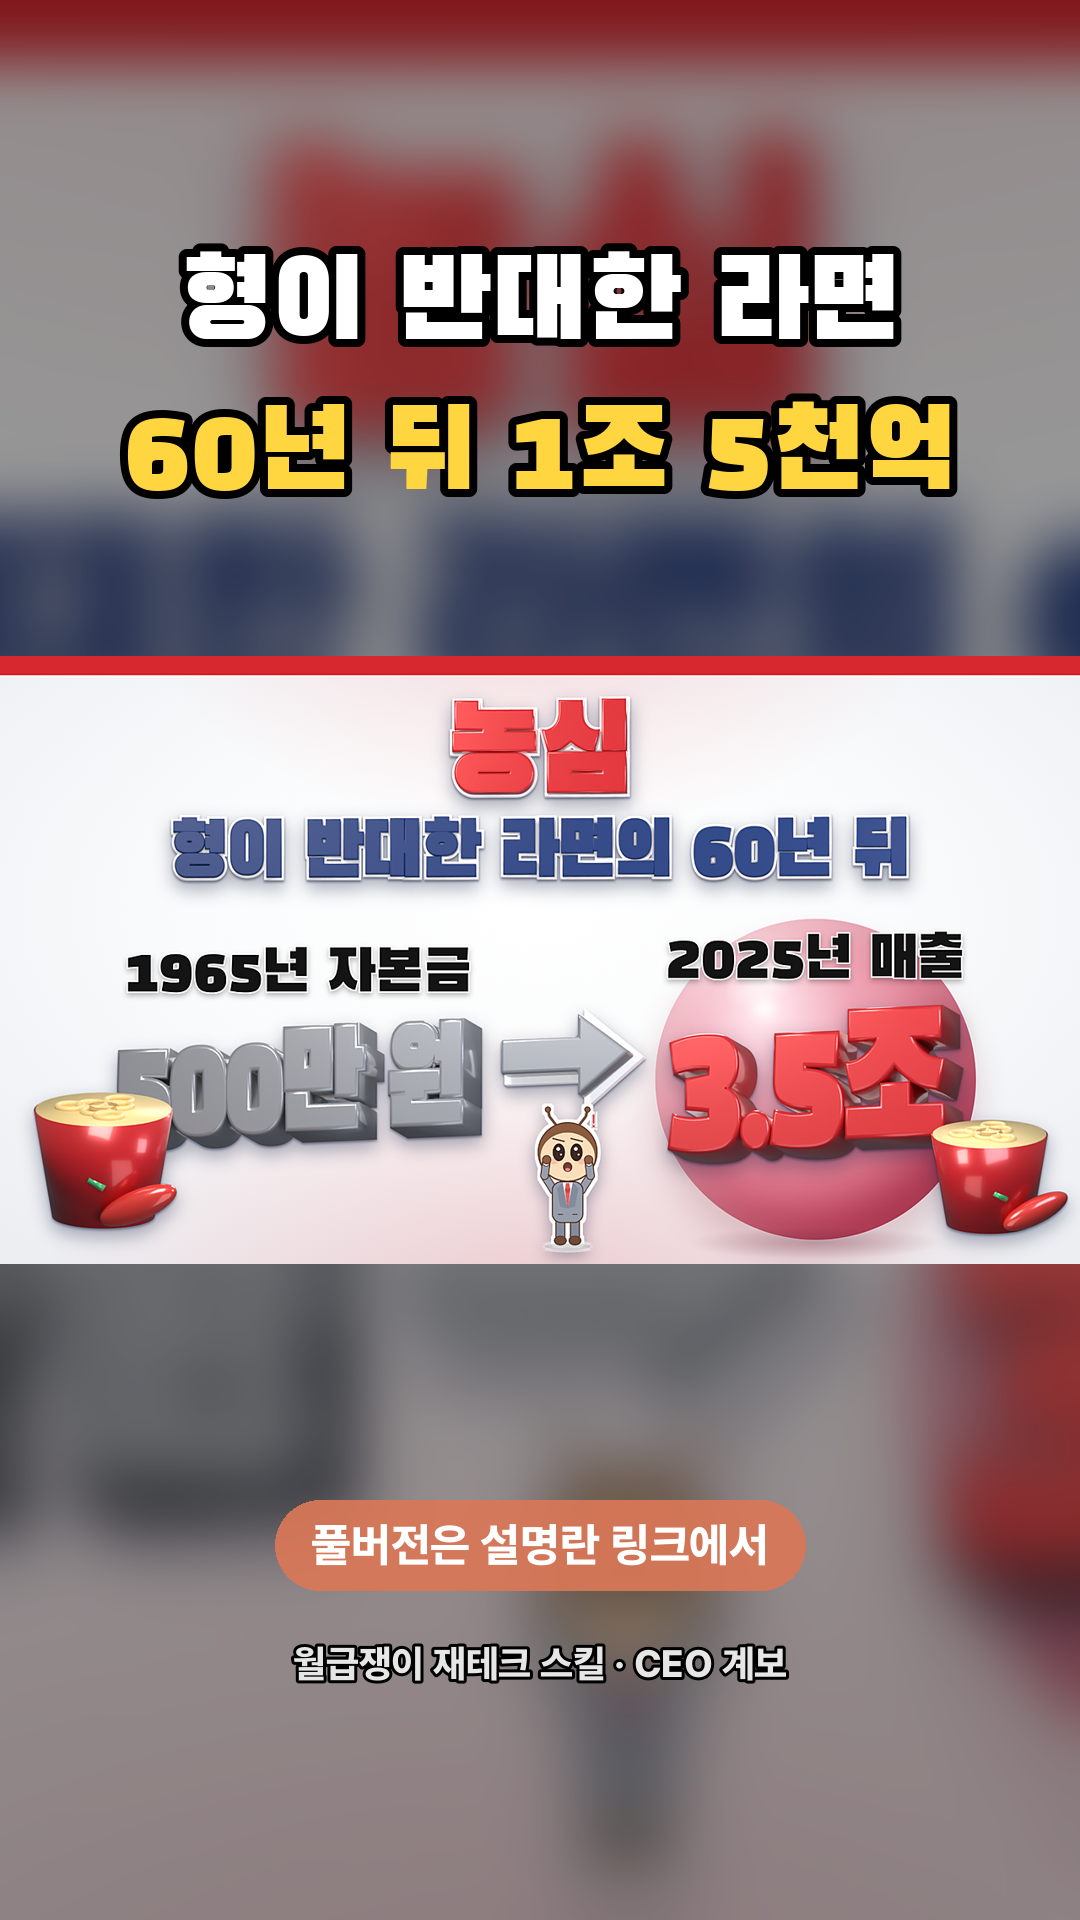 형이 반대한 라면
60년 뒤 1조 5천억
농심
형이 반대한 라면의 60년 뒤
1965년 자본금
2025년 매출
500만 원
3.5조
풀버전은 설명란 링크에서
월급쟁이 재테크 스킬 · CEO 계보